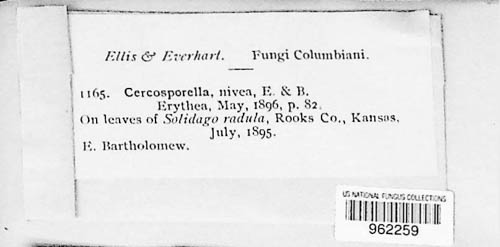 Ellis & Everhart. Fungi Columbiani.
1165. Cercosporella, nivea, E. & B.
Erythea, May, 1896, p. 82.
On leaves of Solidago radula, Rooks Co., Kansas,
July, 1895.
E. Bartholomew.
US NATIONAL FUNGUS COLLECTIONS
962259